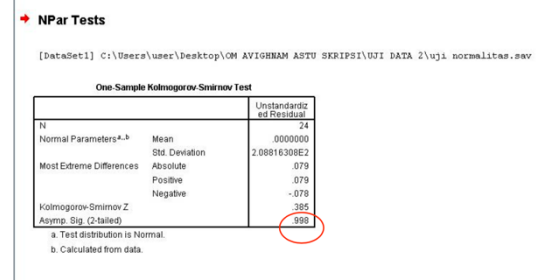 NPar Tests
[DataSet1] C:\Users\user\Desktop\OM AVIGHNAM ASTU SKRIPSI\UJI DATA 2\uji normalitas.sav
One-Sample Kolmogorov-Smirnov Test
Unstandardiz
ed Residual
N 24
Normal Parametersa,,b Mean .0000000
Std. Deviation 2.08816308E2
Most Extreme Differences Absolute .079
Positive .079
Negative -.078
Kolmogorov-Smirnov Z .385
Asymp. Sig. (2-tailed) .998
a. Test distribution is Normal.
b. Calculated from data.